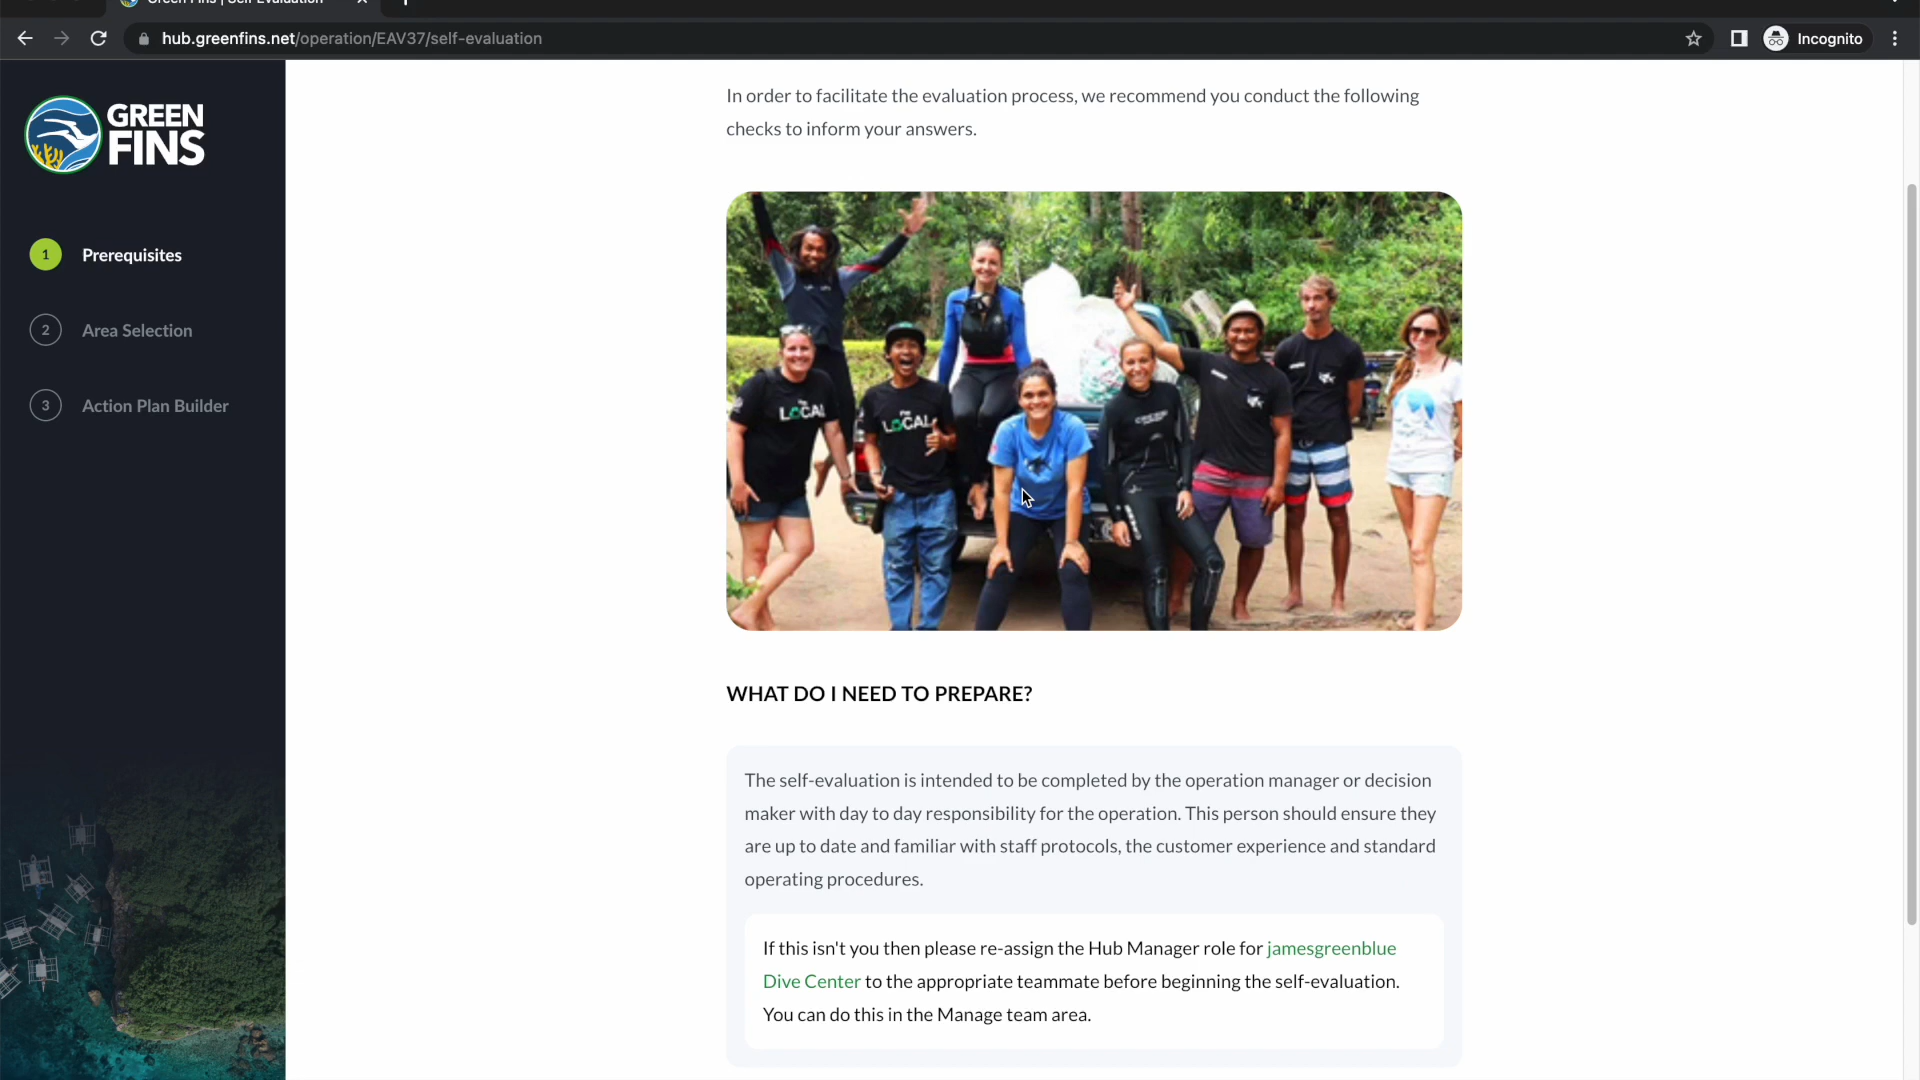 hub.greenfins.net/operation/EAV37/self-evaluation
Incognito
GREEN
FINS
1 Prerequisites
2 Area Selection
3 Action Plan Builder
In order to facilitate the evaluation process, we recommend you conduct the following
checks to inform your answers.
LOCAL
LOCAL
WHAT DO I NEED TO PREPARE?
The self-evaluation is intended to be completed by the operation manager or decision
maker with day to day responsibility for the operation. This person should ensure they
are up to date and familiar with staff protocols, the customer experience and standard
operating procedures.
If this isn't you then please re-assign the Hub Manager role for jamesgreenblue
Dive Center to the appropriate teammate before beginning the self-evaluation.
You can do this in the Manage team area.